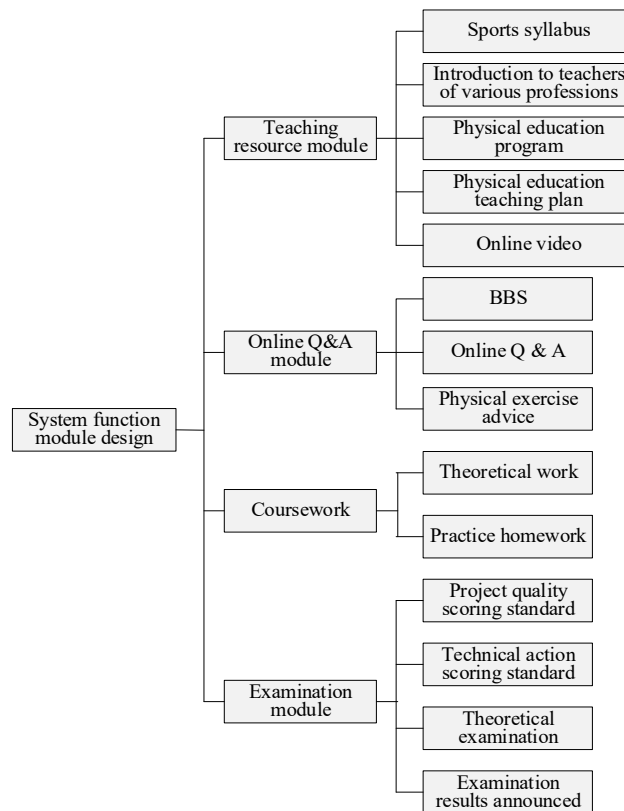 Sports syllabus
Introduction to teachers
of various professions
Teaching
resource module
Physical education
program
Physical education
teaching plan
Online video
BBS
Online Q&A
module
Online Q & A
Physical exercise
advice
System function
module design
Theoretical work
Coursework
Practice homework
Project quality
scoring standard
Technical action
scoring standard
Examination
module
Theoretical
examination
Examination
results announced